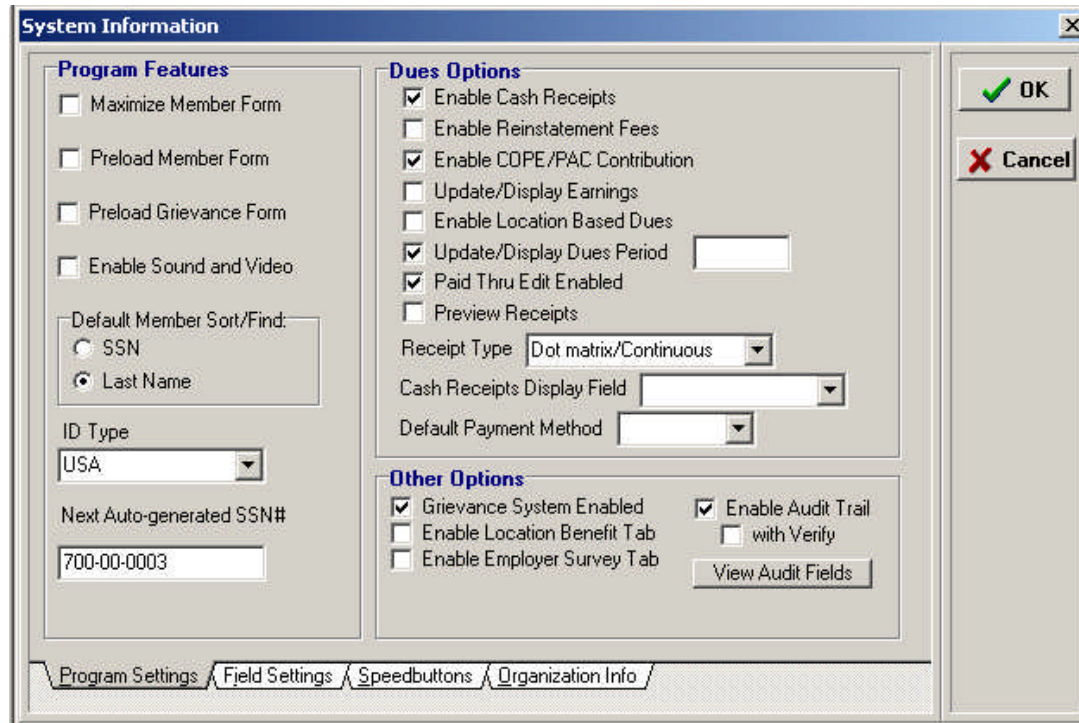 System Information
Program Features
Maximize Member Form
Preload Member Form
Preload Grievance Form
Enable Sound and Video
Default Member Sort/Find:
SSN
Last Name
ID Type
USA
Next Auto-generated SSN#
700-00-0003
Dues Options
Enable Cash Receipts
Enable Reinstatement Fees
Enable COPE/PAC Contribution
Update/Display Earnings
Enable Location Based Dues
Update/Display Dues Period
Paid Thru Edit Enabled
Preview Receipts
Receipt Type Dot matrix/Continuous
Cash Receipts Display Field
Default Payment Method
Other Options
Grievance System Enabled
Enable Location Benefit Tab
Enable Employer Survey Tab
Enable Audit Trail
with Verify
View Audit Fields
OK
Cancel
Program Settings Field Settings Speedbuttons Organization Info